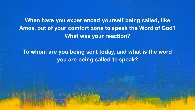 When have you experienced yourself being called, like
Amos, out of your comfort zone to speak the Word of God?
What was your reaction?
To whom are you being sent today, and what is the word
you are being called to speak?